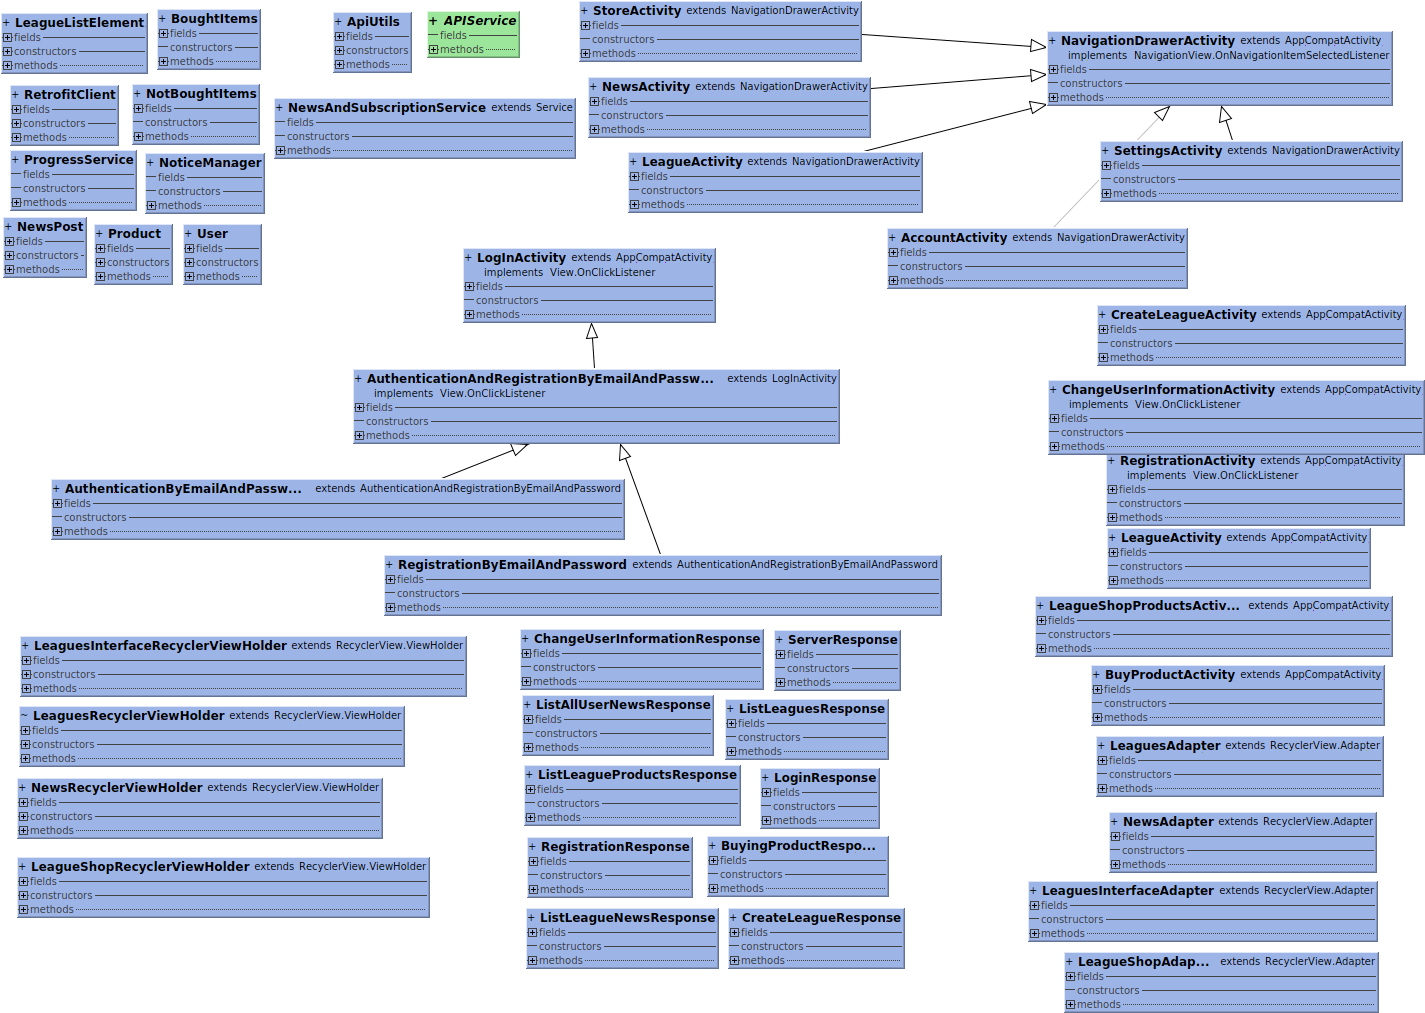 + LeagueListElement
fields
constructors
methods
+ BoughtItems
fields
constructors
methods
+ ApiUtils
fields
constructors
methods
+ APIService
fields
methods
+ StoreActivity extends NavigationDrawerActivity
fields
constructors
methods
+ NavigationDrawerActivity extends AppCompatActivity
implements NavigationView.OnNavigationItemSelectedListener
fields
constructors
methods
+ RetrofitClient
fields
constructors
methods
+ NotBoughtItems
fields
constructors
methods
+ NewsAndSubscriptionService extends Service
fields
constructors
methods
+ NewsActivity extends NavigationDrawerActivity
fields
constructors
methods
+ ProgressService
fields
constructors
methods
+ NoticeManager
fields
constructors
methods
+ LeagueActivity extends NavigationDrawerActivity
fields
constructors
methods
+ SettingsActivity extends NavigationDrawerActivity
fields
constructors
methods
+ NewsPost
fields
constructors
methods
+ Product
fields
constructors
methods
+ User
fields
constructors
methods
+ AccountActivity extends NavigationDrawerActivity
fields
constructors
methods
+ LogInActivity extends AppCompatActivity
implements View.OnClickListener
fields
constructors
methods
+ CreateLeagueActivity extends AppCompatActivity
fields
constructors
methods
+ AuthenticationAndRegistrationByEmailAndPassw... extends LogInActivity
implements View.OnClickListener
fields
constructors
methods
+ ChangeUserInformationActivity extends AppCompatActivity
implements View.OnClickListener
fields
constructors
methods
+ RegistrationActivity extends AppCompatActivity
implements View.OnClickListener
fields
constructors
methods
+ AuthenticationByEmailAndPassw... extends AuthenticationAndRegistrationByEmailAndPassword
fields
constructors
methods
+ LeagueActivity extends AppCompatActivity
fields
constructors
methods
+ RegistrationByEmailAndPassword extends AuthenticationAndRegistrationByEmailAndPassword
fields
constructors
methods
+ LeagueShopProductsActiv... extends AppCompatActivity
fields
constructors
methods
+ LeaguesInterfaceRecyclerViewHolder extends RecyclerView.ViewHolder
fields
constructors
methods
+ ChangeUserInformationResponse
fields
constructors
methods
+ ServerResponse
fields
constructors
methods
+ BuyProductActivity extends AppCompatActivity
fields
constructors
methods
~ LeaguesRecyclerViewHolder extends RecyclerView.ViewHolder
fields
constructors
methods
+ ListAllUserNewsResponse
fields
constructors
methods
+ ListLeaguesResponse
fields
constructors
methods
+ LeaguesAdapter extends RecyclerView.Adapter
fields
constructors
methods
+ NewsRecyclerViewHolder extends RecyclerView.ViewHolder
fields
constructors
methods
+ ListLeagueProductsResponse
fields
constructors
methods
+ LoginResponse
fields
constructors
methods
+ NewsAdapter extends RecyclerView.Adapter
fields
constructors
methods
+ LeagueShopRecyclerViewHolder extends RecyclerView.ViewHolder
fields
constructors
methods
+ RegistrationResponse
fields
constructors
methods
+ BuyingProductRespo...
fields
constructors
methods
+ LeaguesInterfaceAdapter extends RecyclerView.Adapter
fields
constructors
methods
+ ListLeagueNewsResponse
fields
constructors
methods
+ CreateLeagueResponse
fields
constructors
methods
+ LeagueShopAdap... extends RecyclerView.Adapter
fields
constructors
methods